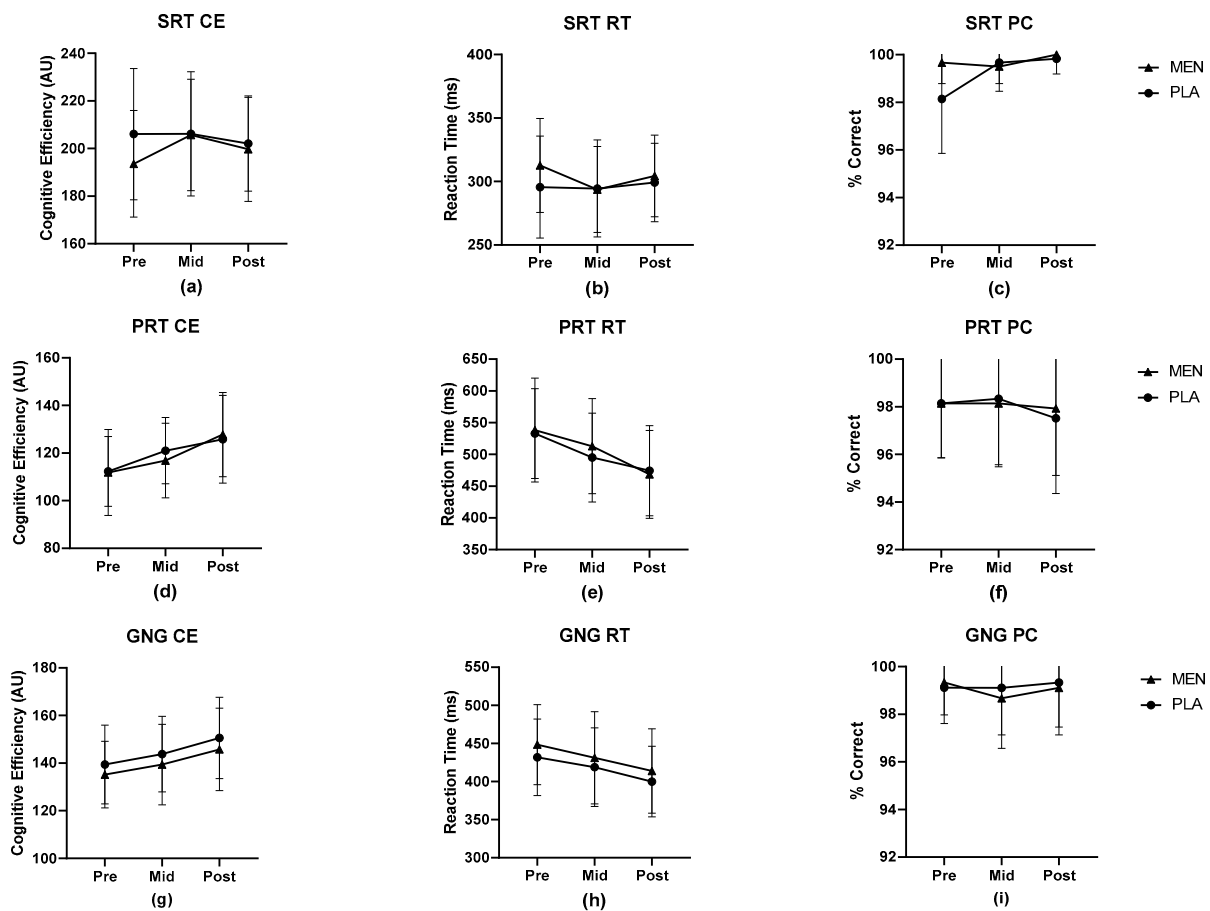 SRT CE
Cognitive Efficiency (AU)
240
220
200
180
160
Pre Mid Post
(a)
SRT RT
Reaction Time (ms)
400
350
300
250
Pre Mid Post
(b)
SRT PC
% Correct
100
98
96
94
92
Pre Mid Post
(c)
MEN
PLA
PRT CE
Cognitive Efficiency (AU)
160
140
120
100
80
Pre Mid Post
(d)
PRT RT
Reaction Time (ms)
650
600
550
500
450
400
350
Pre Mid Post
(e)
PRT PC
% Correct
100
98
96
94
92
Pre Mid Post
(f)
MEN
PLA
GNG CE
Cognitive Efficiency (AU)
180
160
140
120
100
Pre Mid Post
(g)
GNG RT
Reaction Time (ms)
550
500
450
400
350
300
Pre Mid Post
(h)
GNG PC
% Correct
100
98
96
94
92
Pre Mid Post
(i)
MEN
PLA